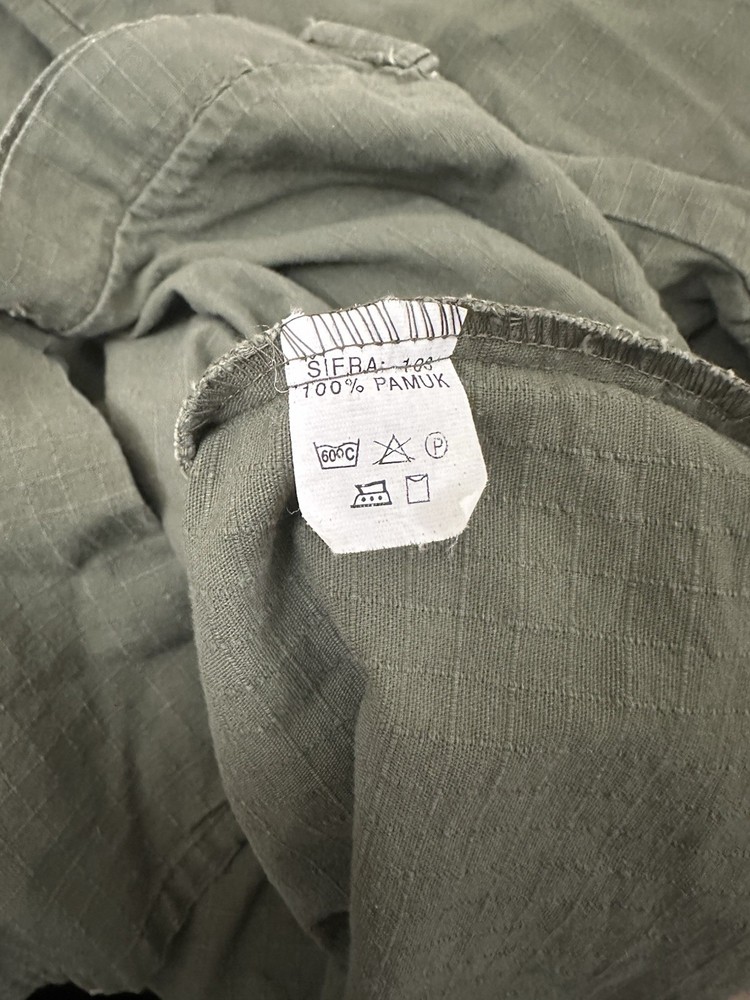 ŠIFRA: 103
100% PAMUK
60°C
P